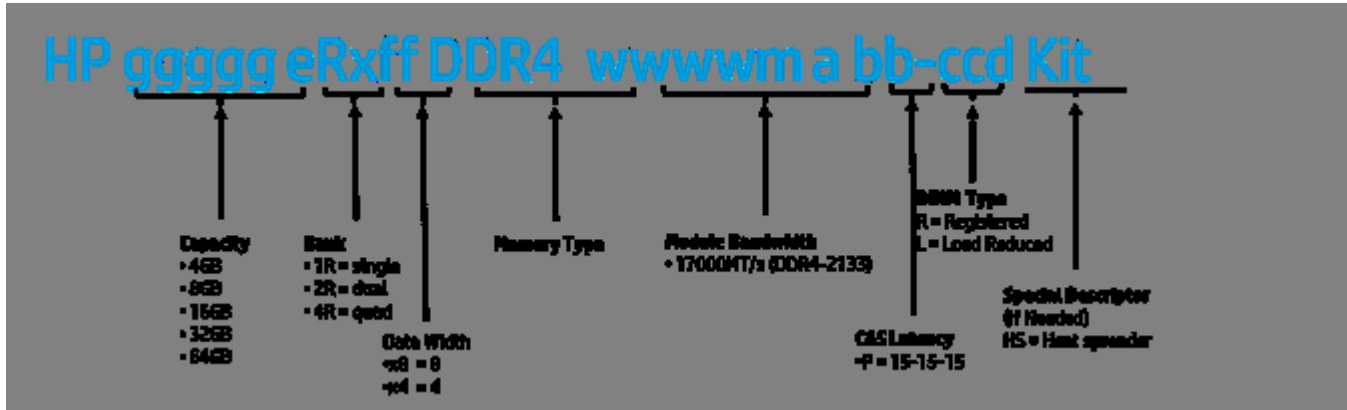 HP ggggg eRxff DDR4 wwwwm a bb-ccd Kit
Capacity
• 4GB
• 8GB
• 16GB
• 32GB
• 64GB
Rank
• 1R = single
• 2R = dual
• 4R = quad
Data Width
-x8 = 8
-x4 = 4
Memory Type
Module Bandwidth
• 17000MT/s (DDR4-2133)
CAS Latency
-P = 15-15-15
DIMM Type
R = Registered
L = Load Reduced
Special Descriptor
(If Needed)
HS = Heat spreader